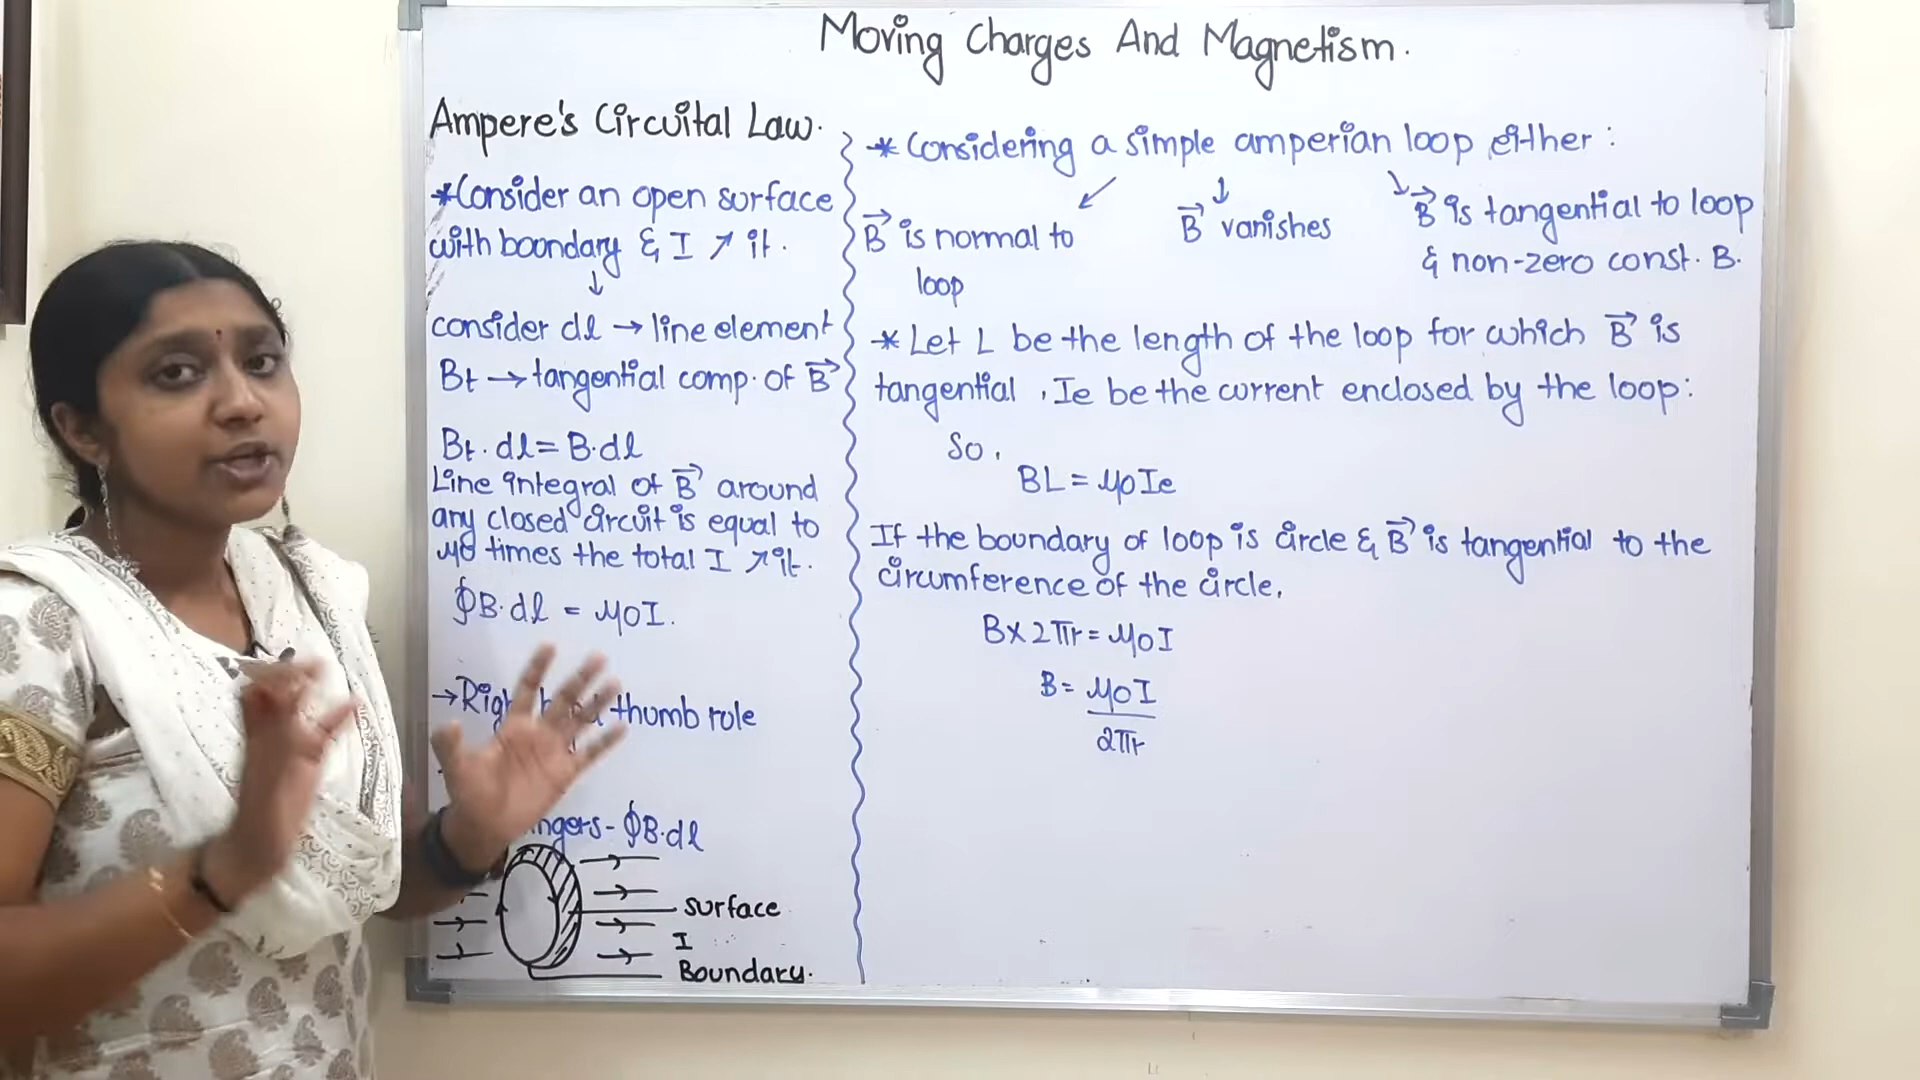 Moving Charges And Magnetism.
Ampere's Circuital Law.
*Consider an open surface
with boundary & I ↗ it.
↓
consider dl → line element
Bt → tangential comp. of B⃗
Bt. dl = B.dl
Line integral of B⃗ around
any closed circuit is equal to
μ0 times the total I ↗ it.
∮B.dl = μ0I.
→ thumb role
- ∮B.dl
surface
I
Boundary.
* Considering a simple amperian loop either :
↙ ↓ ↘
B⃗ is normal to
loop
B⃗ vanishes
B⃗ is tangential to loop
& non-zero const. B.
* Let L be the length of the loop for which B⃗ is
tangential, Ie be the current enclosed by the loop:
So,
BL = μ0Ie
If the boundary of loop is circle & B⃗ is tangential to the
circumference of the circle.
B x 2πr = μ0I
B = μ0I
2πr